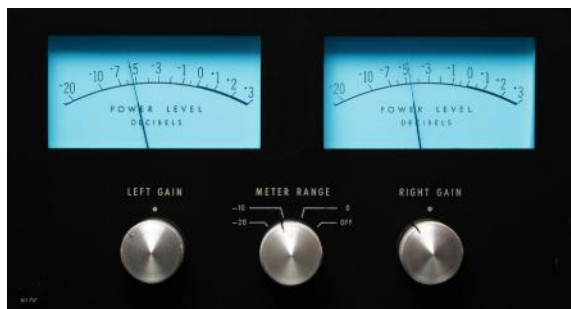 -20 -10 -7 -5 -3 -1 0 +1 +2 +3
POWER LEVEL
DECIBELS
-20 -10 -7 -5 -3 -1 0 +1 +2 +3
POWER LEVEL
DECIBELS
LEFT GAIN METER RANGE RIGHT GAIN
-10 0
-20 OFF